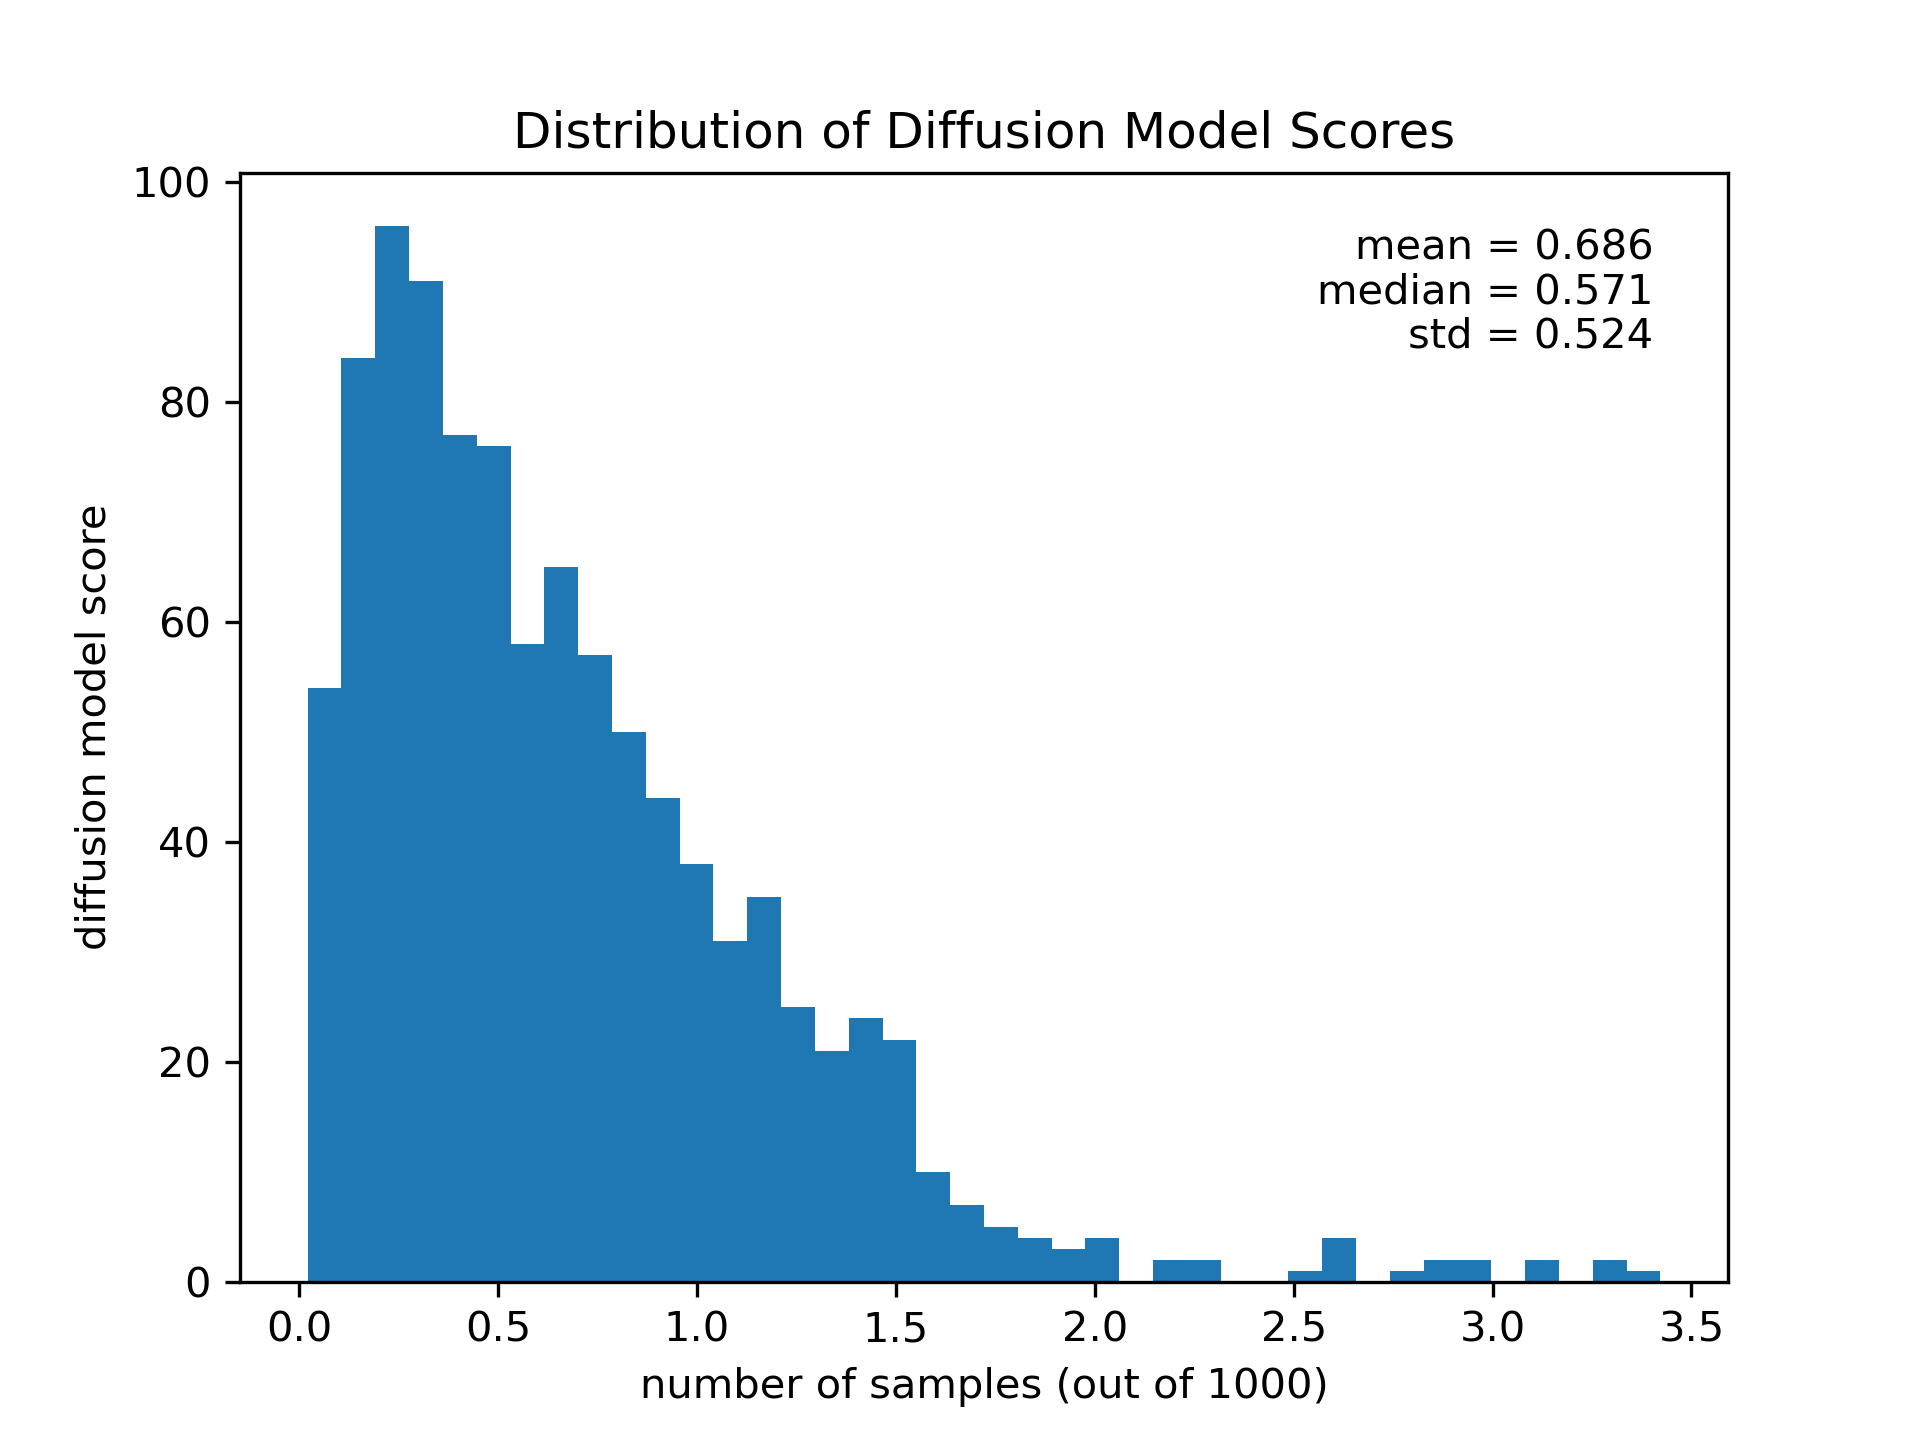 Distribution of Diffusion Model Scores
mean = 0.686
median = 0.571
std = 0.524
diffusion model score
100
80
60
40
20
0
0.0 0.5 1.0 1.5 2.0 2.5 3.0 3.5
number of samples (out of 1000)